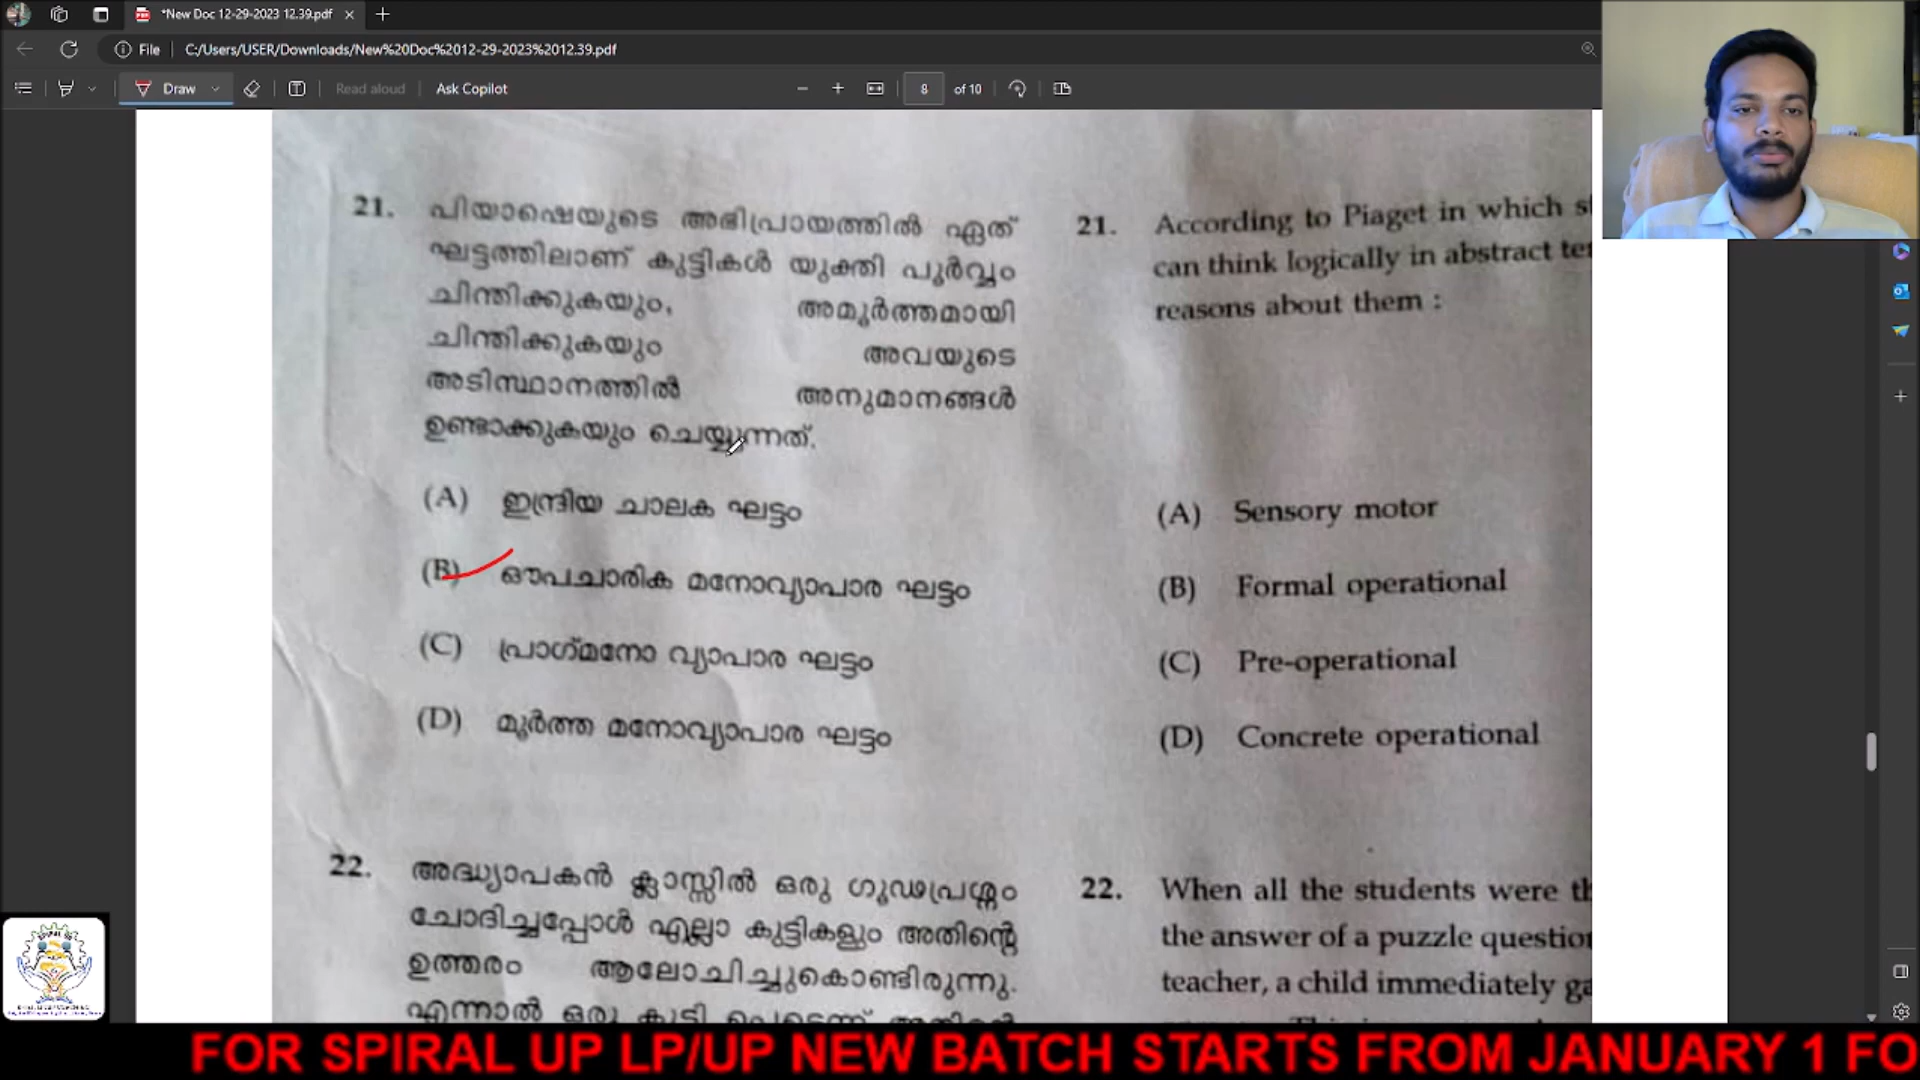 *New Doc 12-29-2023 12.39.pdf
File C:/Users/USER/Downloads/New%20Doc%2012-29-2023%2012.39.pdf
Draw Read aloud Ask Copilot 8 of 10
21. പിയാഷെയുടെ അഭിപ്രായത്തിൽ ഏത്
ഘട്ടത്തിലാണ് കുട്ടികൾ യുക്തി പൂർവ്വം
ചിന്തിക്കുകയും, അമൂർത്തമായി
ചിന്തിക്കുകയും അവയുടെ
അടിസ്ഥാനത്തിൽ അനുമാനങ്ങൾ
ഉണ്ടാക്കുകയും ചെയ്യുന്നത്.
(A) ഇന്ദ്രിയ ചാലക ഘട്ടം
(B) ഔപചാരിക മനോവ്യാപാര ഘട്ടം
(C) പ്രാഗ്മനോ വ്യാപാര ഘട്ടം
(D) മൂർത്ത മനോവ്യാപാര ഘട്ടം
21. According to Piaget in which
can think logically in abstract
reasons about them :
(A) Sensory motor
(B) Formal operational
(C) Pre-operational
(D) Concrete operational
22. അദ്ധ്യാപകൻ ക്ലാസ്സിൽ ഒരു ഗൂഢപ്രശ്നം
ചോദിച്ചപ്പോൾ എല്ലാ കുട്ടികളും അതിന്റെ
ഉത്തരം ആലോചിച്ചുകൊണ്ടിരുന്നു.
എന്നാൽ ഒരു കുട്ടി
22. When all the students were
the answer of a puzzle
teacher, a child immediately
FOR SPIRAL UP LP/UP NEW BATCH STARTS FROM JANUARY 1 FO